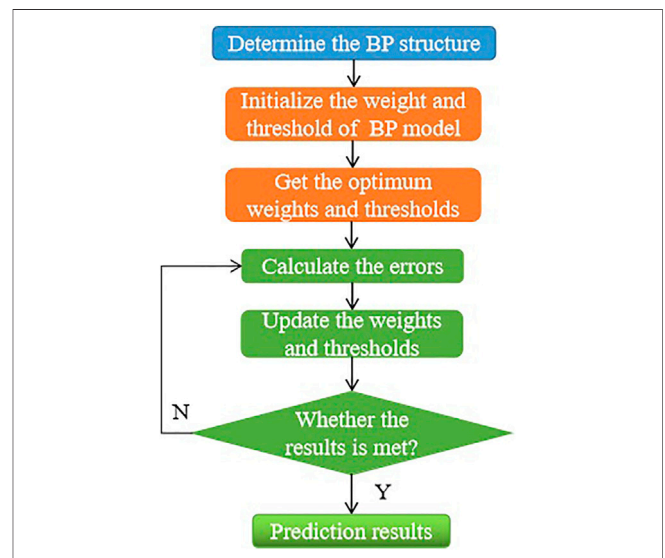 Determine the BP structure
Initialize the weight and
threshold of BP model
Get the optimum
weights and thresholds
Calculate the errors
Update the weights
and thresholds
Whether the
results is met?
N
Y
Prediction results